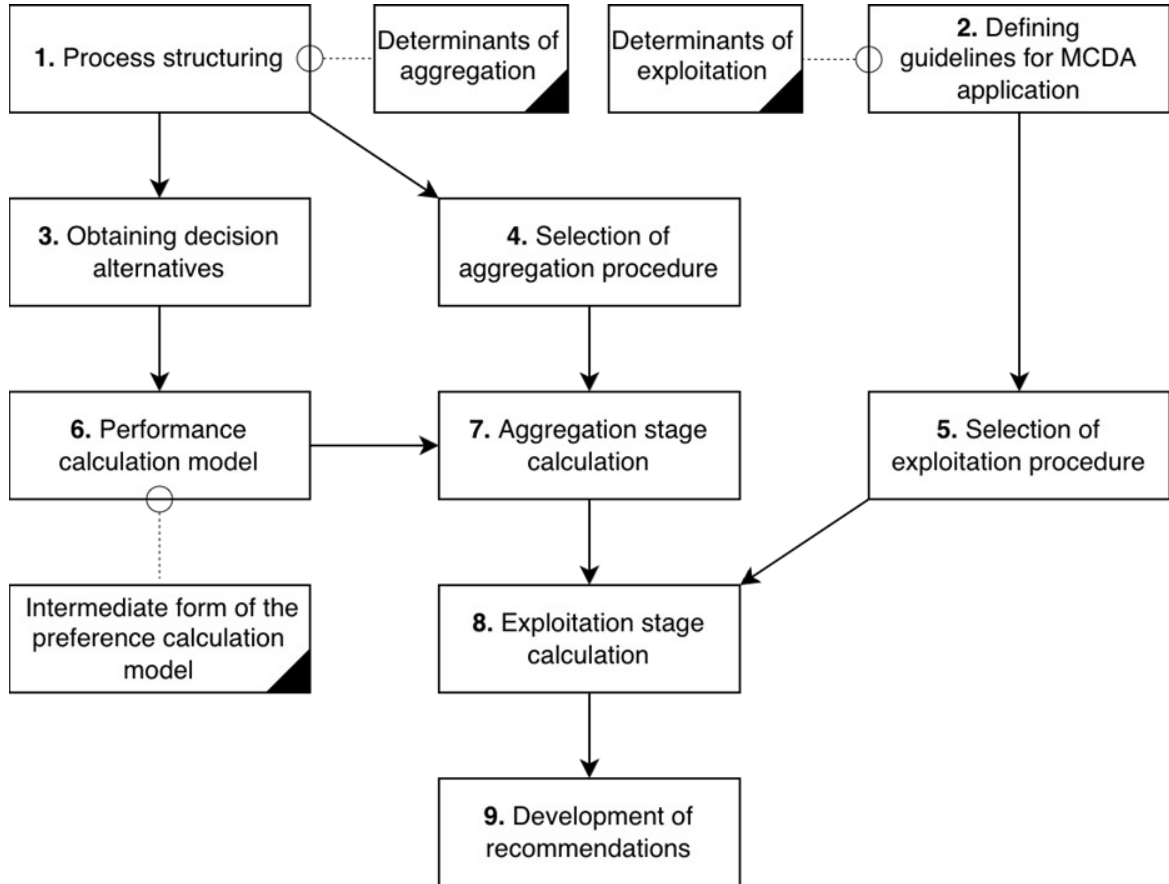 1. Process structuring
Determinants of
aggregation
Determinants of
exploitation
2. Defining
guidelines for MCDA
application
3. Obtaining decision
alternatives
4. Selection of
aggregation procedure
6. Performance
calculation model
7. Aggregation stage
calculation
5. Selection of
exploitation procedure
Intermediate form of the
preference calculation
model
8. Exploitation stage
calculation
9. Development of
recommendations